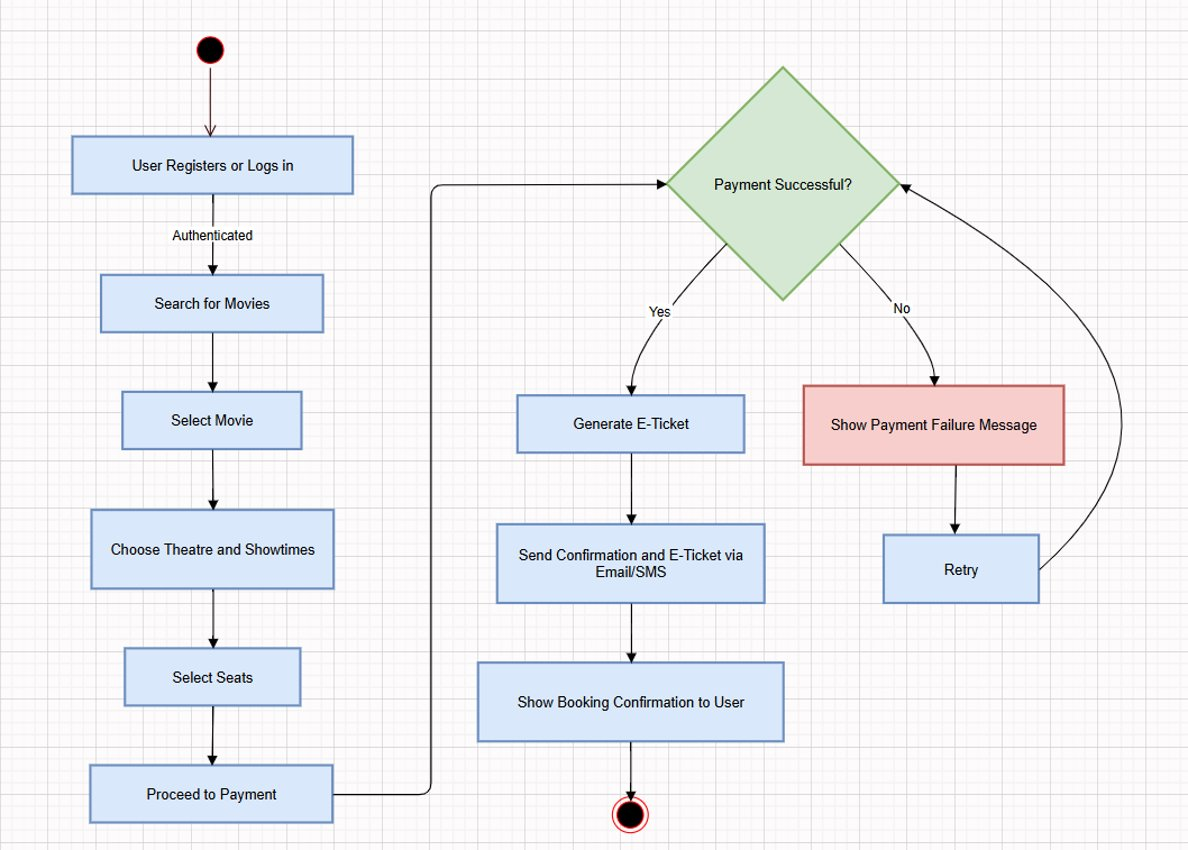 User Registers or Logs in
Authenticated
Search for Movies
Select Movie
Choose Theatre and Showtimes
Select Seats
Proceed to Payment
Payment Successful?
Yes
No
Generate E-Ticket
Show Payment Failure Message
Send Confirmation and E-Ticket via
Email/SMS
Retry
Show Booking Confirmation to User